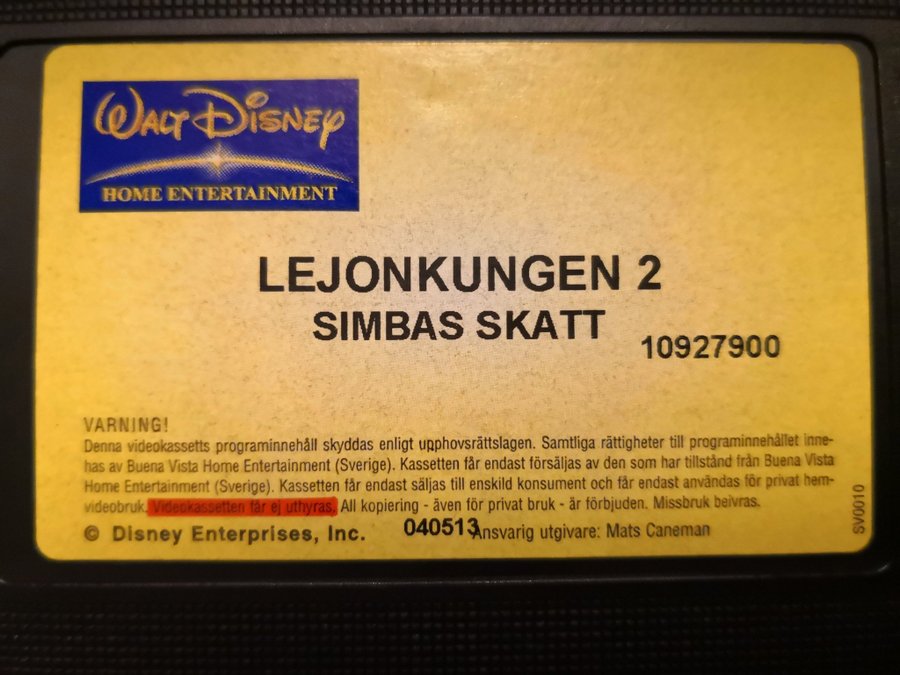 WALT DISNEY
HOME ENTERTAINMENT
LEJONKUNGEN 2
SIMBAS SKATT
10927900
VARNING!
Denna videokassetts programinnehåll skyddas enligt upphovsrättslagen. Samtliga rättigheter till programinnehållet inne-
has av Buena Vista Home Entertainment (Sverige). Kassetten får endast försäljas av den som har tillstånd från Buena Vista
Home Entertainment (Sverige). Kassetten får endast säljas till enskild konsument och får endast användas för privat hem-
videobruk. Videokassetten får ej uthyras. All kopiering - även för privat bruk - är förbjuden. Missbruk beivras.
© Disney Enterprises, Inc. 040513 Ansvarig utgivare: Mats Caneman
SV0010